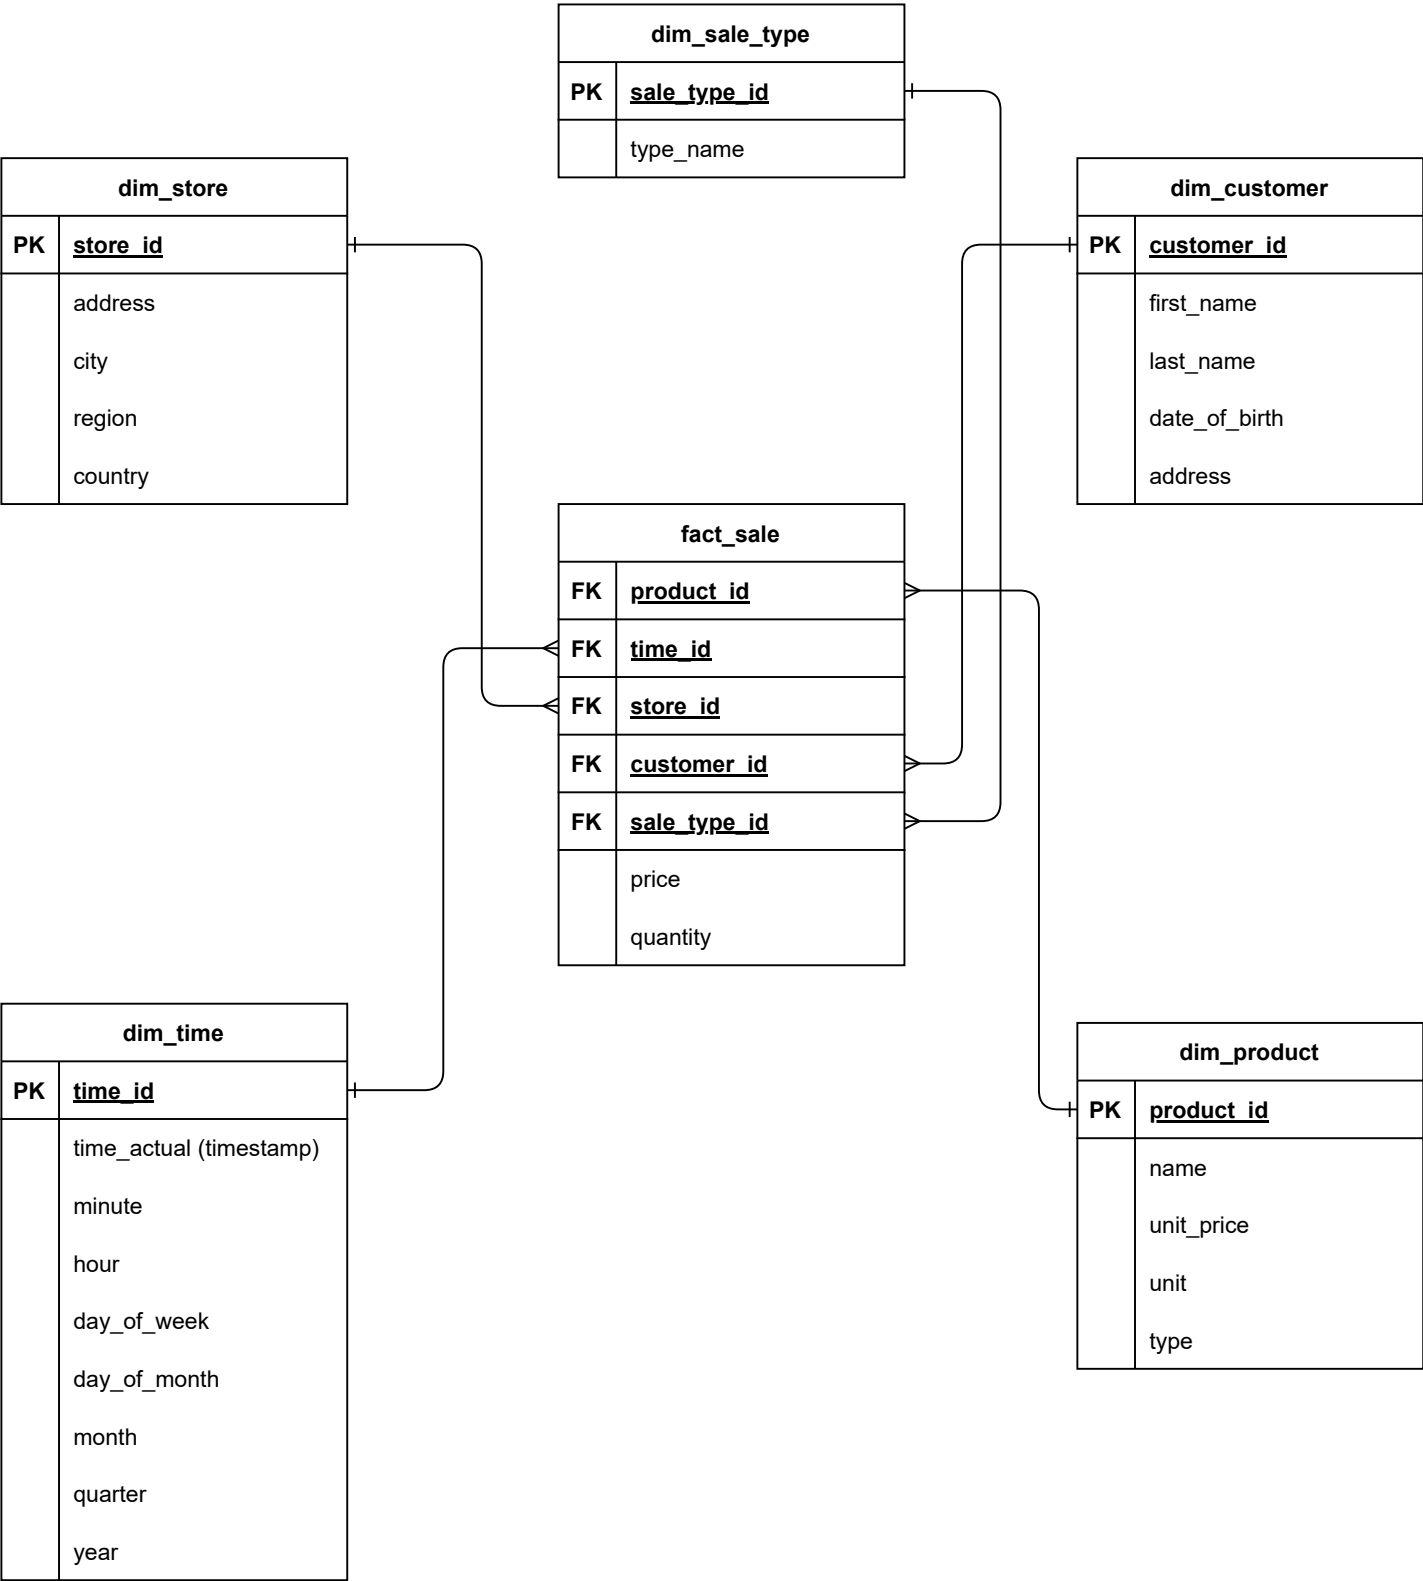 dim_sale_type
PK sale_type_id
type_name
dim_store
PK store_id
address
city
region
country
dim_customer
PK customer_id
first_name
last_name
date_of_birth
address
fact_sale
FK product_id
FK time_id
FK store_id
FK customer_id
FK sale_type_id
price
quantity
dim_time
PK time_id
time_actual (timestamp)
minute
hour
day_of_week
day_of_month
month
quarter
year
dim_product
PK product_id
name
unit_price
unit
type